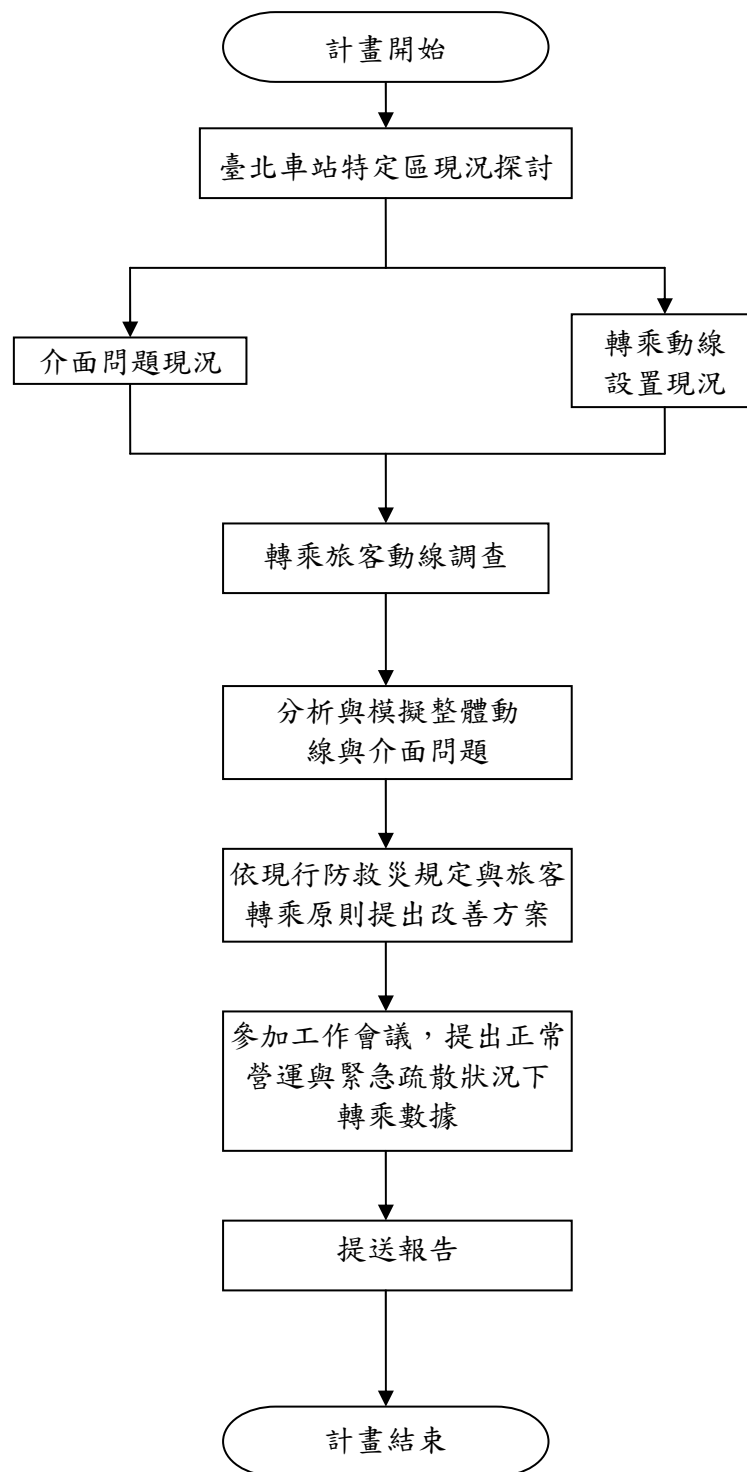 計畫開始
臺北車站特定區現況探討
介面問題現況
轉乘動線
設置現況
轉乘旅客動線調查
分析與模擬整體動
線與介面問題
依現行防救災規定與旅客
轉乘原則提出改善方案
參加工作會議，提出正常
營運與緊急疏散狀況下
轉乘數據
提送報告
計畫結束